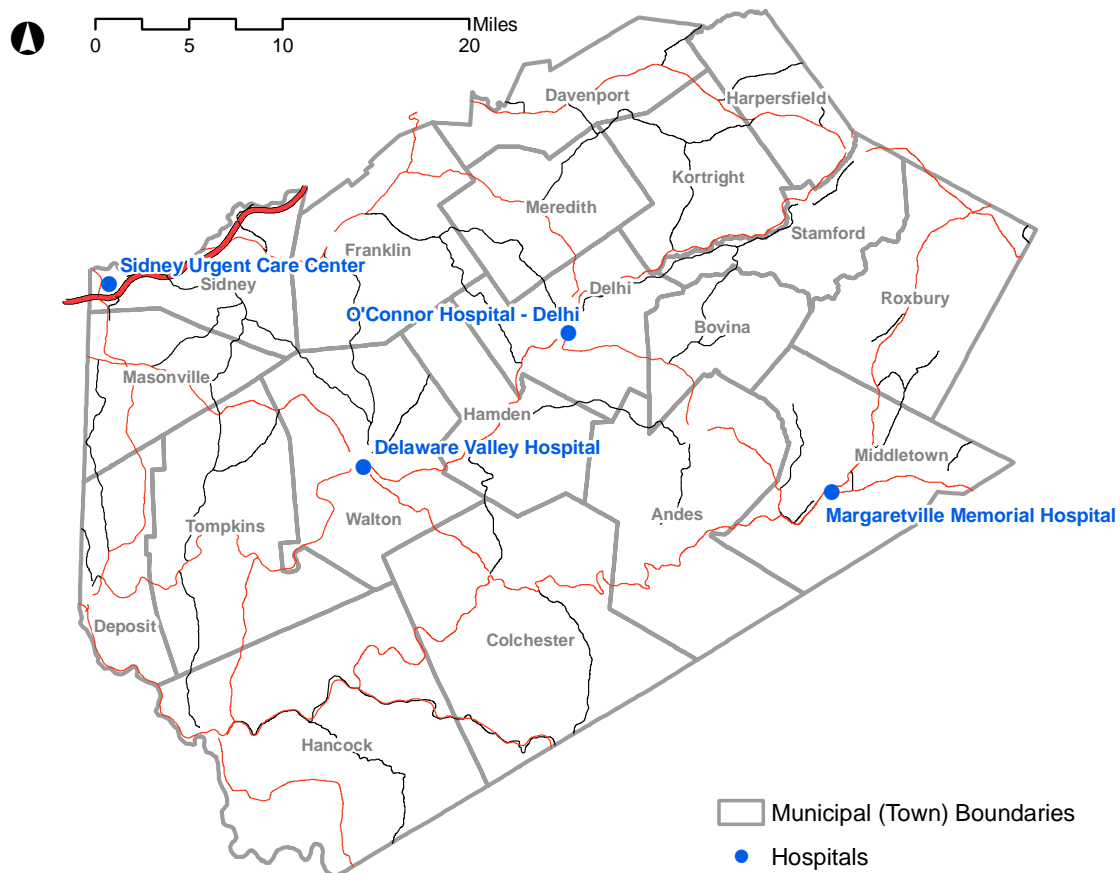 Miles
0 5 10 20
Davenport
Harpersfield
Kortright
Meredith
Franklin
Stamford
Sidney Urgent Care Center
Sidney
Delhi
Roxbury
O'Connor Hospital - Delhi
Bovina
Masonville
Hamden
Delaware Valley Hospital
Middletown
Tompkins
Walton
Andes
Margaretville Memorial Hospital
Deposit
Colchester
Hancock
Municipal (Town) Boundaries
Hospitals